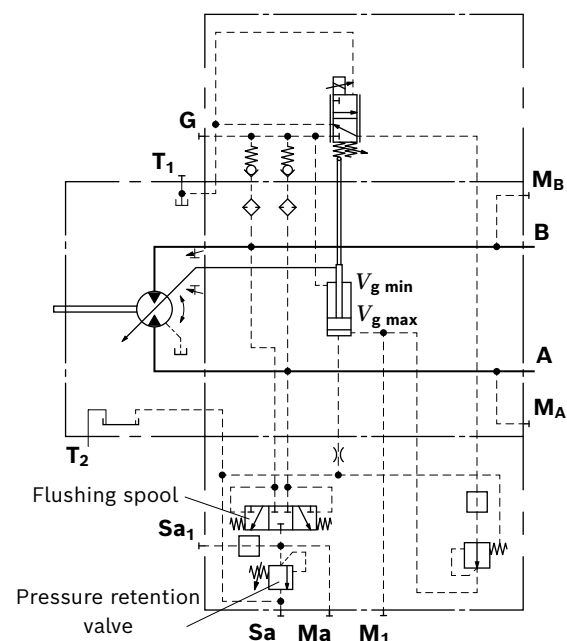 G
T1
MB
B
Vg min
Vg max
A
MA
T2
Flushing spool
Sa1
Pressure retention
valve
Sa Ma M1